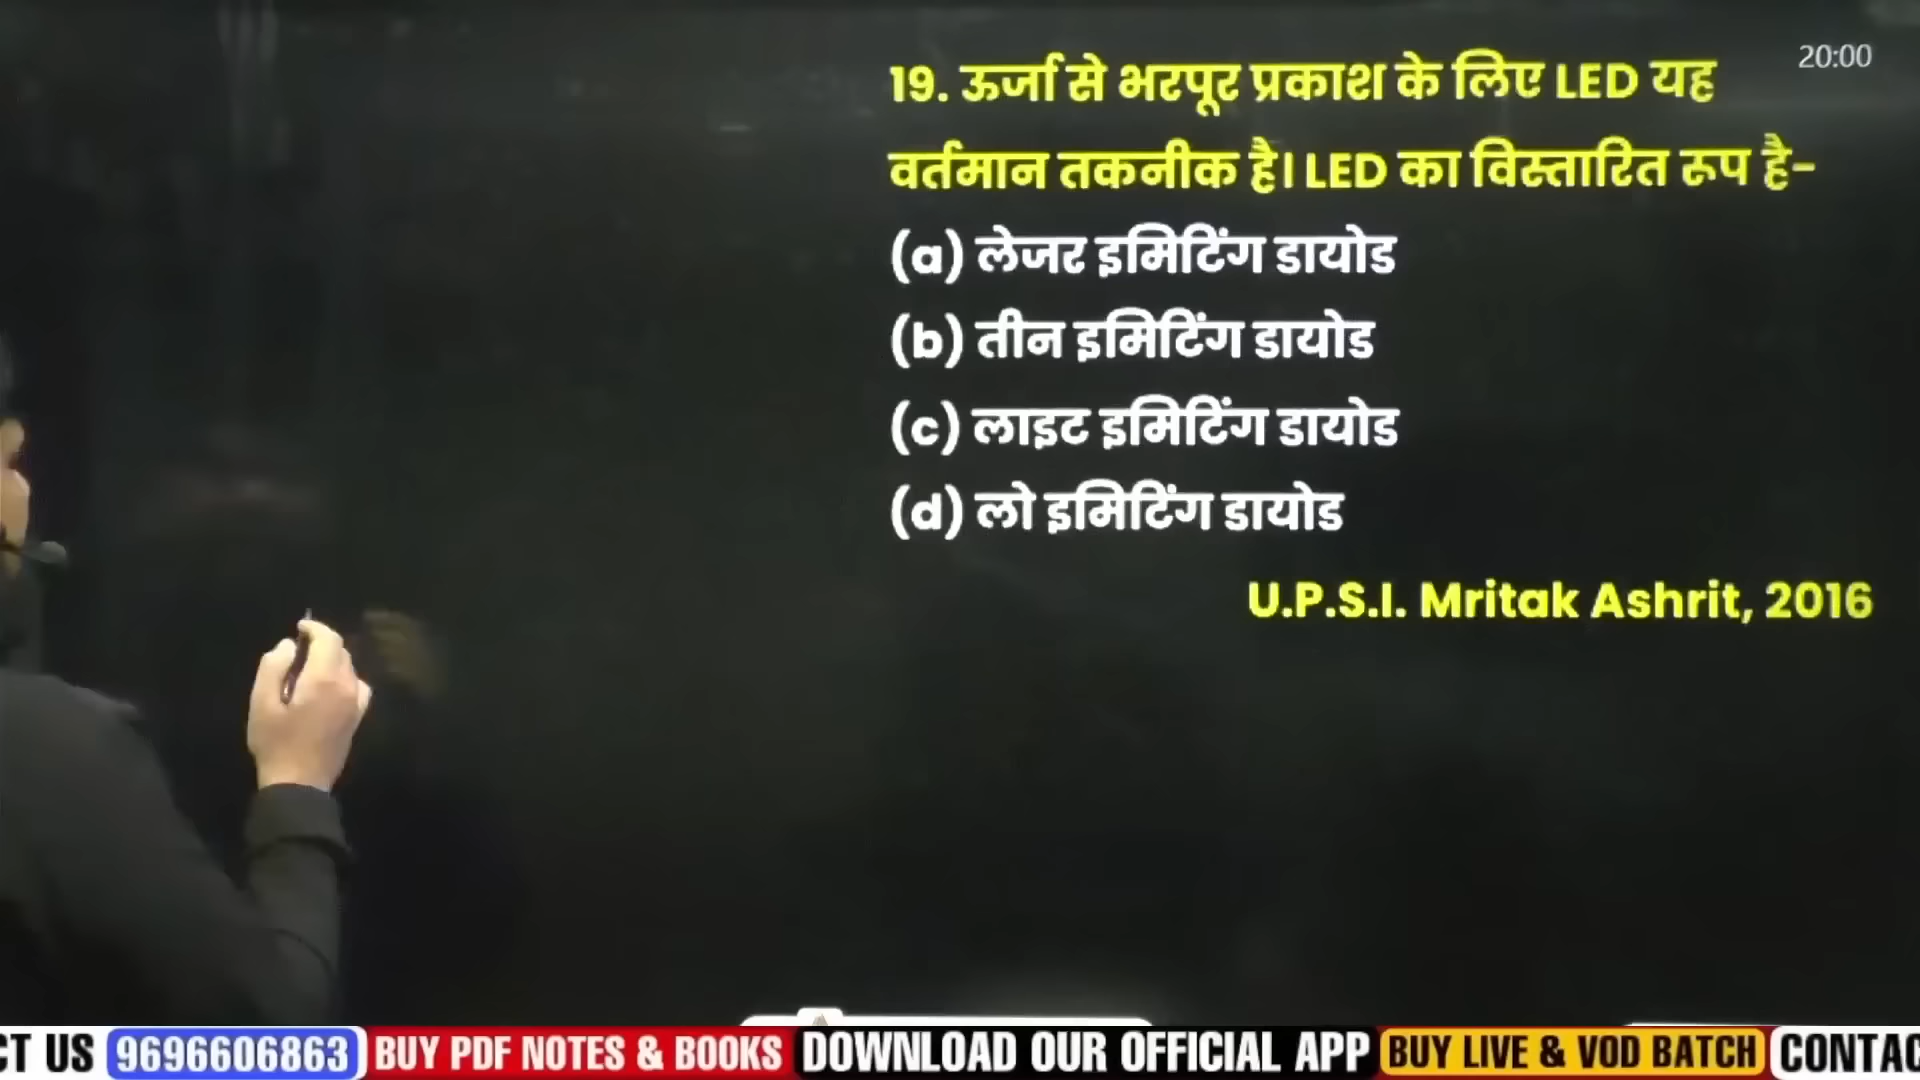 20:00
19. ऊर्जा से भरपूर प्रकाश के लिए LED यह
वर्तमान तकनीक है। LED का विस्तारित रूप है-
(a) लेजर इमिटिंग डायोड
(b) तीन इमिटिंग डायोड
(c) लाइट इमिटिंग डायोड
(d) लो इमिटिंग डायोड
U.P.S.I. Mritak Ashrit, 2016
CT US 9696606863 BUY PDF NOTES & BOOKS DOWNLOAD OUR OFFICIAL APP BUY LIVE & VOD BATCH CONTAC